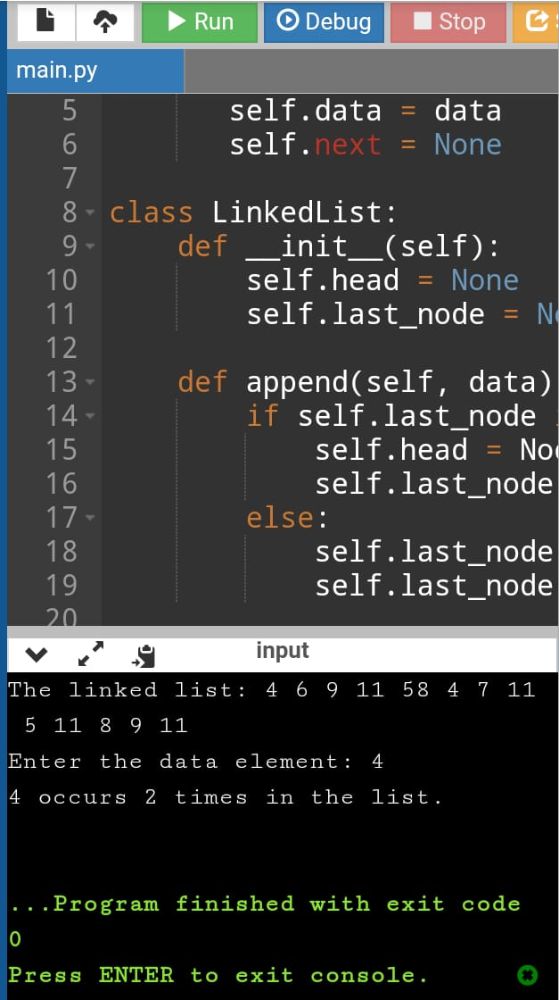 Run Debug Stop
main.py
5 self.data = data
6 self.next = None
7
8 class LinkedList:
9 def __init__(self):
10 self.head = None
11 self.last_node =
12
13 def append(self, data)
14 if self.last_node
15 self.head =
16 self.last_node
17 else:
18 self.last_node
19 self.last_node
20
input
The linked list: 4 6 9 11 58 4 7 11
5 11 8 9 11
Enter the data element: 4
4 occurs 2 times in the list.
...Program finished with exit code
0
Press ENTER to exit console.